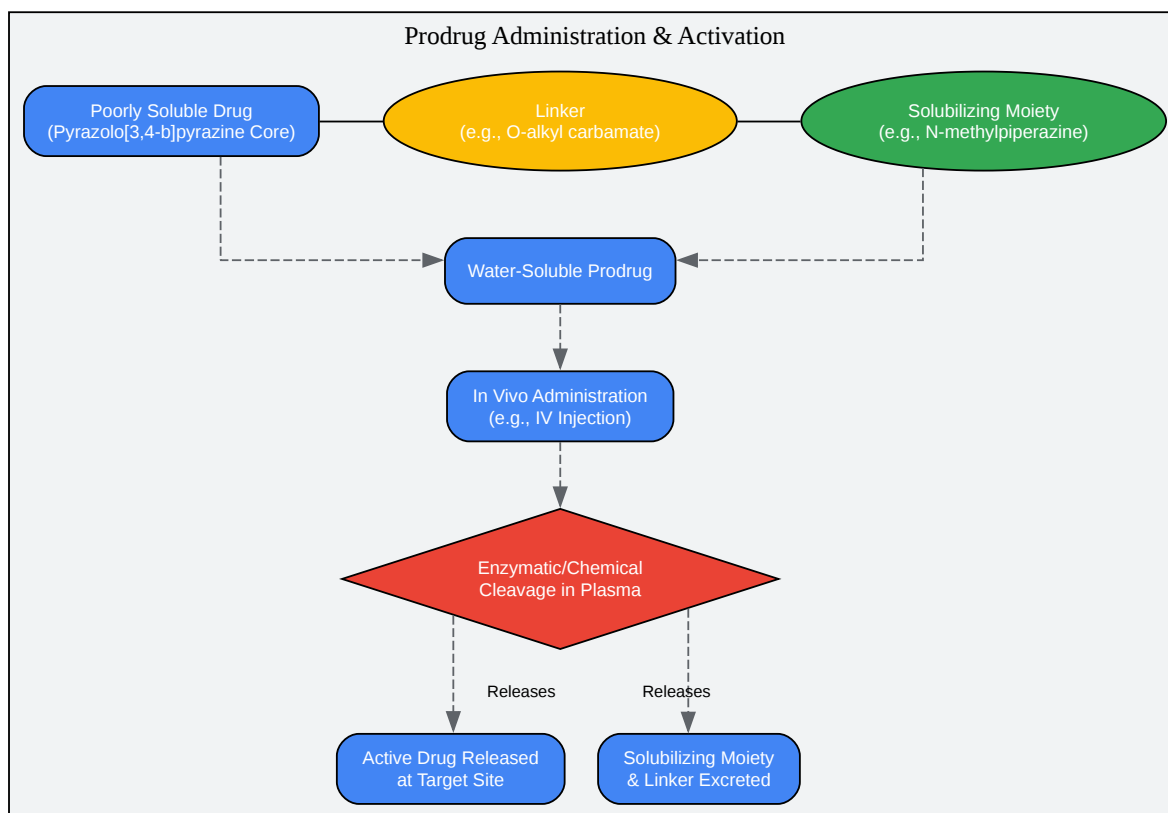 Prodrug Administration & Activation
Poorly Soluble Drug
(Pyrazolo[3,4-b]pyrazine Core)
Linker
(e.g., O-alkyl carbamate)
Solubilizing Moiety
(e.g., N-methylpiperazine)
Water-Soluble Prodrug
In Vivo Administration
(e.g., IV Injection)
Enzymatic/Chemical
Cleavage in Plasma
Releases
Releases
Active Drug Released
at Target Site
Solubilizing Moiety
& Linker Excreted